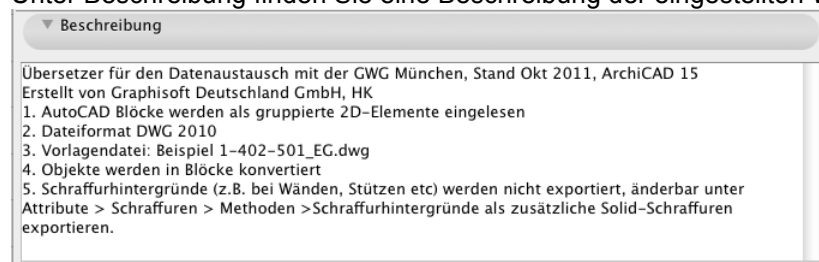 Unter Beschreibung finden Sie eine Beschreibung der eingestellten
▼ Beschreibung
Übersetzer für den Datenaustausch mit der GWG München, Stand Okt 2011, ArchiCAD 15
Erstellt von Graphisoft Deutschland GmbH, HK
1. AutoCAD Blöcke werden als gruppierte 2D-Elemente eingelesen
2. Dateiformat DWG 2010
3. Vorlagendatei: Beispiel 1-402-501_EG.dwg
4. Objekte werden in Blöcke konvertiert
5. Schraffurhintergründe (z.B. bei Wänden, Stützen etc) werden nicht exportiert, änderbar unter
Attribute > Schraffuren > Methoden >Schraffurhintergründe als zusätzliche Solid-Schraffuren
exportieren.